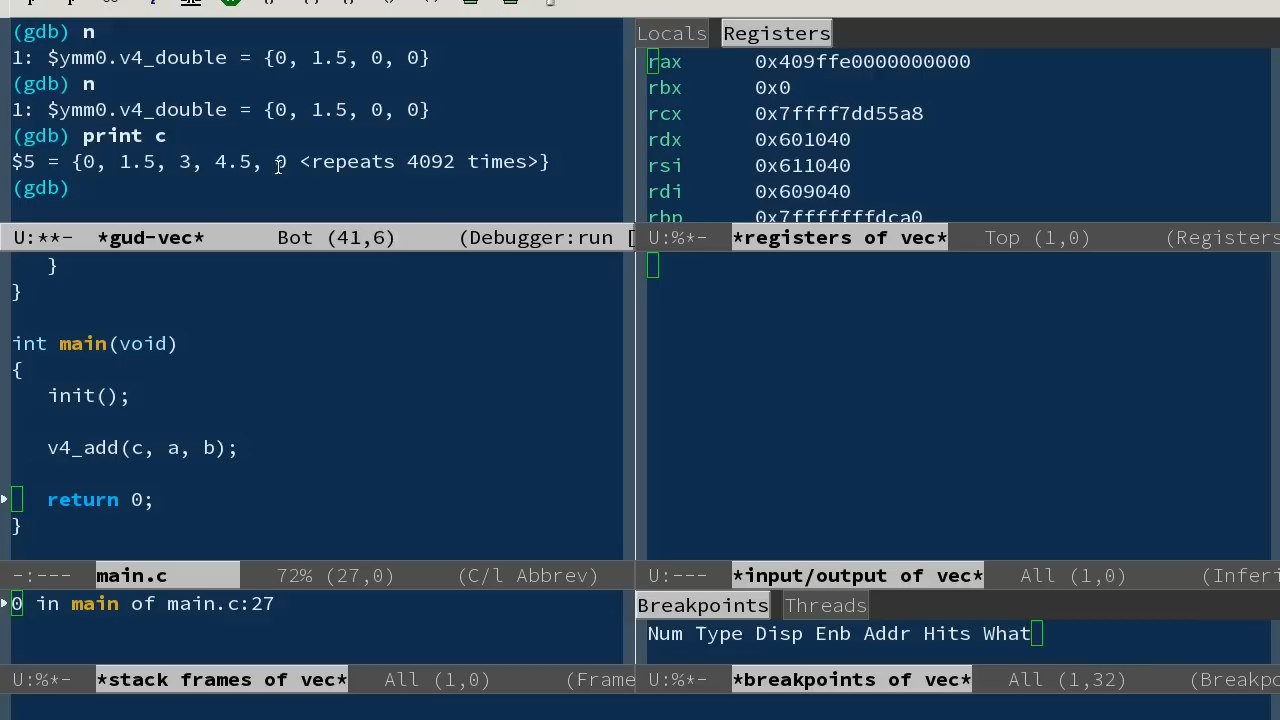 (gdb) n
1: $ymm0.v4_double = {0, 1.5, 0, 0}
(gdb) n
1: $ymm0.v4_double = {0, 1.5, 0, 0}
(gdb) print c
$5 = {0, 1.5, 3, 4.5, 0 <repeats 4092 times>}
(gdb)
U:**-  *gud-vec*      Bot (41,6)     (Debugger:run [
Locals Registers
rax 0x409ffe0000000000
rbx 0x0
rcx 0x7ffff7dd55a8
rdx 0x601040
rsi 0x611040
rdi 0x609040
rbp 0x7fffffffdca0
U:%*-  *registers of vec*   Top (1,0)      (Registers
}
}
int main(void)
{
init();
v4_add(c, a, b);
return 0;
}
-:---  main.c         72% (27,0)     (C/l Abbrev)
U:---  *input/output of vec*   All (1,0)      (Inferi
0 in main of main.c:27
U:%*-  *stack frames of vec*   All (1,0)      (Frame
Breakpoints Threads
Num Type Disp Enb Addr Hits What
U:%*-  *breakpoints of vec*   All (1,32)     (Breakpo